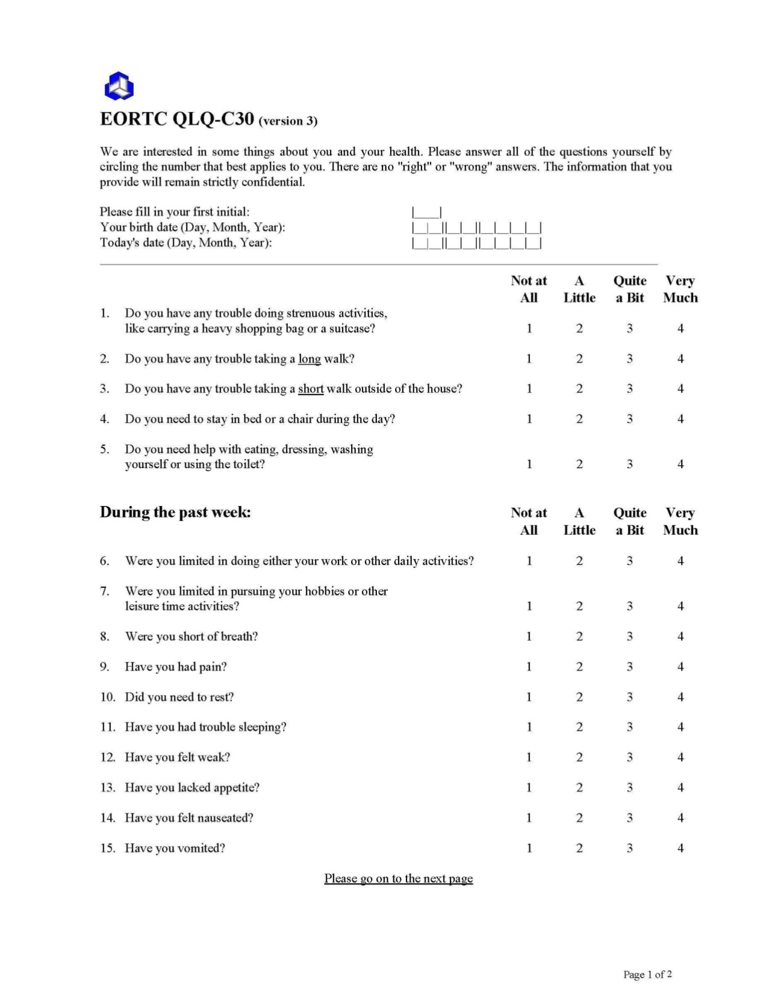 EORTC QLQ-C30 (version 3)
We are interested in some things about you and your health. Please answer all of the questions yourself by
circling the number that best applies to you. There are no "right" or "wrong" answers. The information that you
provide will remain strictly confidential.
Please fill in your first initial:
Your birth date (Day, Month, Year):
Today's date (Day, Month, Year):
Not at A Quite Very
All Little a Bit Much
1. Do you have any trouble doing strenuous activities,
like carrying a heavy shopping bag or a suitcase? 1 2 3 4
2. Do you have any trouble taking a long walk? 1 2 3 4
3. Do you have any trouble taking a short walk outside of the house? 1 2 3 4
4. Do you need to stay in bed or a chair during the day? 1 2 3 4
5. Do you need help with eating, dressing, washing
yourself or using the toilet? 1 2 3 4
During the past week: Not at A Quite Very
All Little a Bit Much
6. Were you limited in doing either your work or other daily activities? 1 2 3 4
7. Were you limited in pursuing your hobbies or other
leisure time activities? 1 2 3 4
8. Were you short of breath? 1 2 3 4
9. Have you had pain? 1 2 3 4
10. Did you need to rest? 1 2 3 4
11. Have you had trouble sleeping? 1 2 3 4
12. Have you felt weak? 1 2 3 4
13. Have you lacked appetite? 1 2 3 4
14. Have you felt nauseated? 1 2 3 4
15. Have you vomited? 1 2 3 4
Please go on to the next page
Page 1 of 2